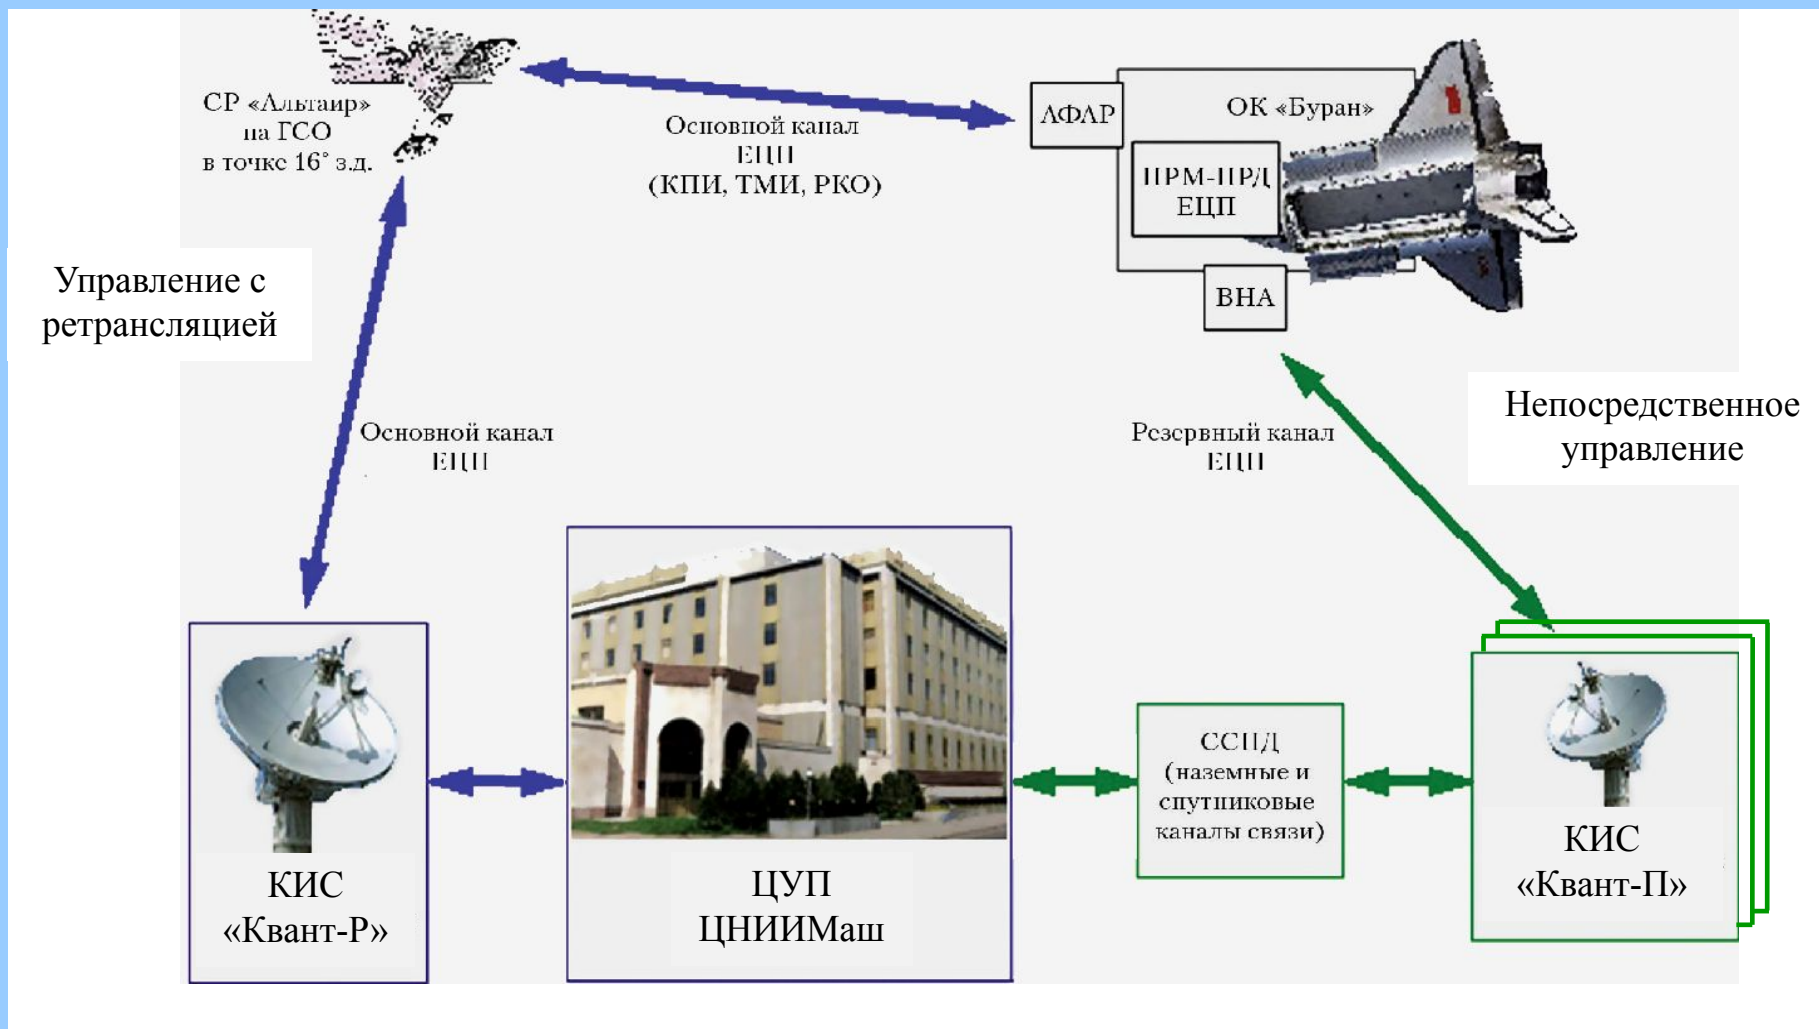 СР «Альтаир»
на ГСО
в точке 16° з.д.
Основной канал
ЕЦП
(КПИ, ТМИ, РКО)
АФАР
ОК «Буран»
ПРМ-ПРД
ЕЦП
ВНА
Управление с
ретрансляцией
Основной канал
ЕЦП
Резервный канал
ЕЦП
Непосредственное
управление
КИС
«Квант-Р»
ЦУП
ЦНИИМаш
ССПД
(наземные и
спутниковые
каналы связи)
КИС
«Квант-П»